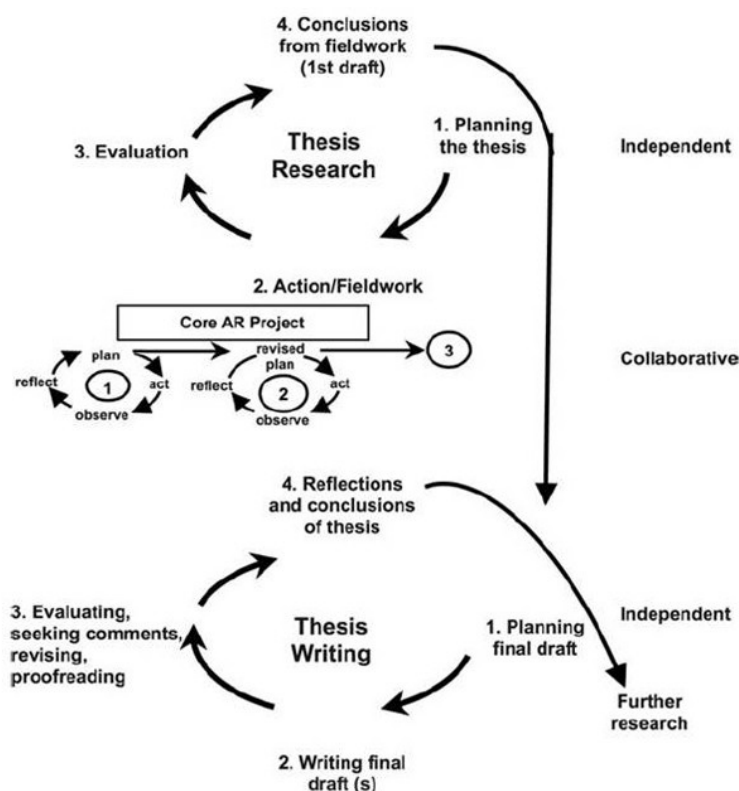 4. Conclusions
from fieldwork
(1st draft)
1. Planning
the thesis
Independent
3. Evaluation
Thesis
Research
2. Action/Fieldwork
Core AR Project
plan
reflect
1
act
observe
revised
plan
reflect
2
act
observe
3
Collaborative
4. Reflections
and conclusions
of thesis
3. Evaluating,
seeking comments,
revising,
proofreading
Thesis
Writing
1. Planning
final draft
Independent
Further
research
2. Writing final
draft (s)